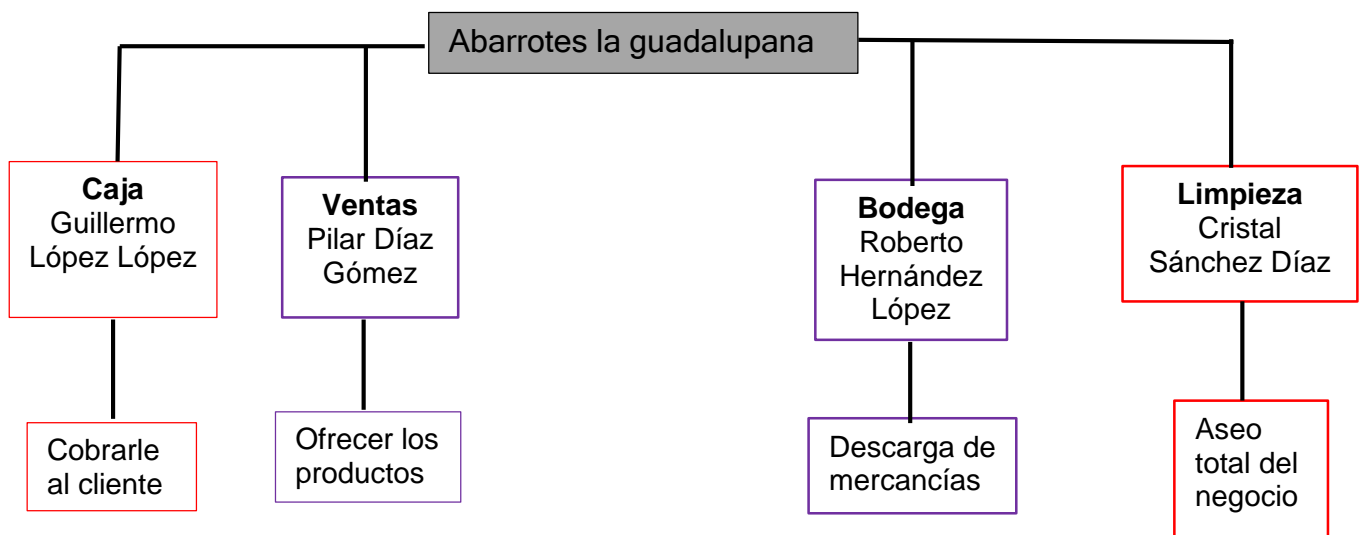 Abarrotes la guadalupana
Caja
Guillermo
López López
Ventas
Pilar Díaz
Gómez
Bodega
Roberto
Hernández
López
Limpieza
Cristal
Sánchez Díaz
Cobrarle
al cliente
Ofrecer los
productos
Descarga de
mercancías
Aseo
total del
negocio